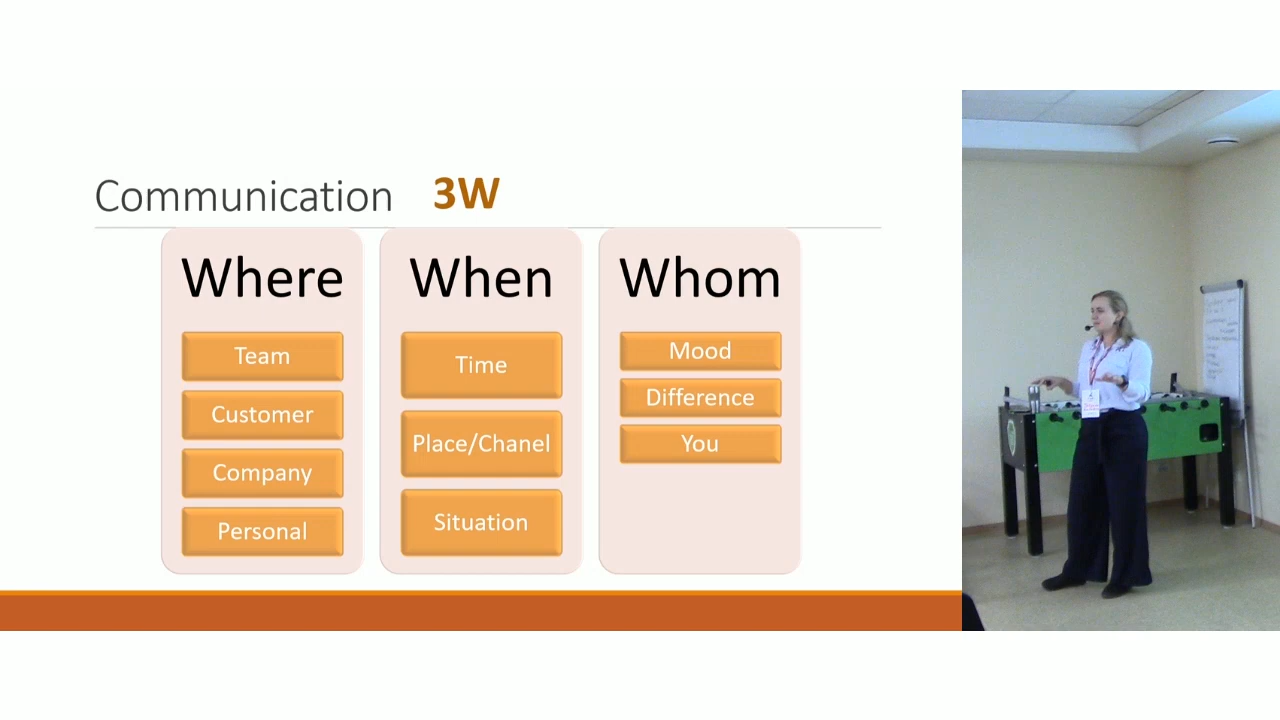 Communication 3W
Where
Team
Customer
Company
Personal
When
Time
Place/Chanel
Situation
Whom
Mood
Difference
You